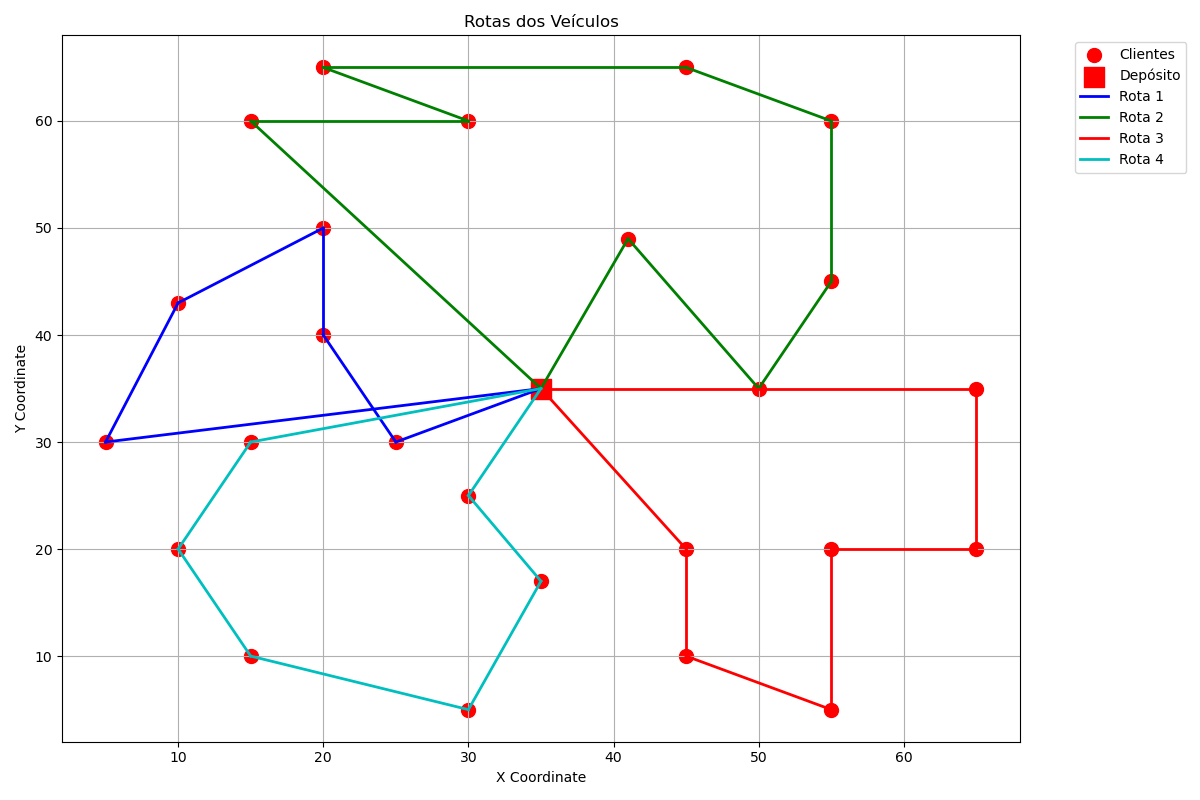 Rotas dos Veículos
Clientes
Depósito
Rota 1
Rota 2
Rota 3
Rota 4
Y Coordinate
60
50
40
30
20
10
10 20 30 40 50 60
X Coordinate